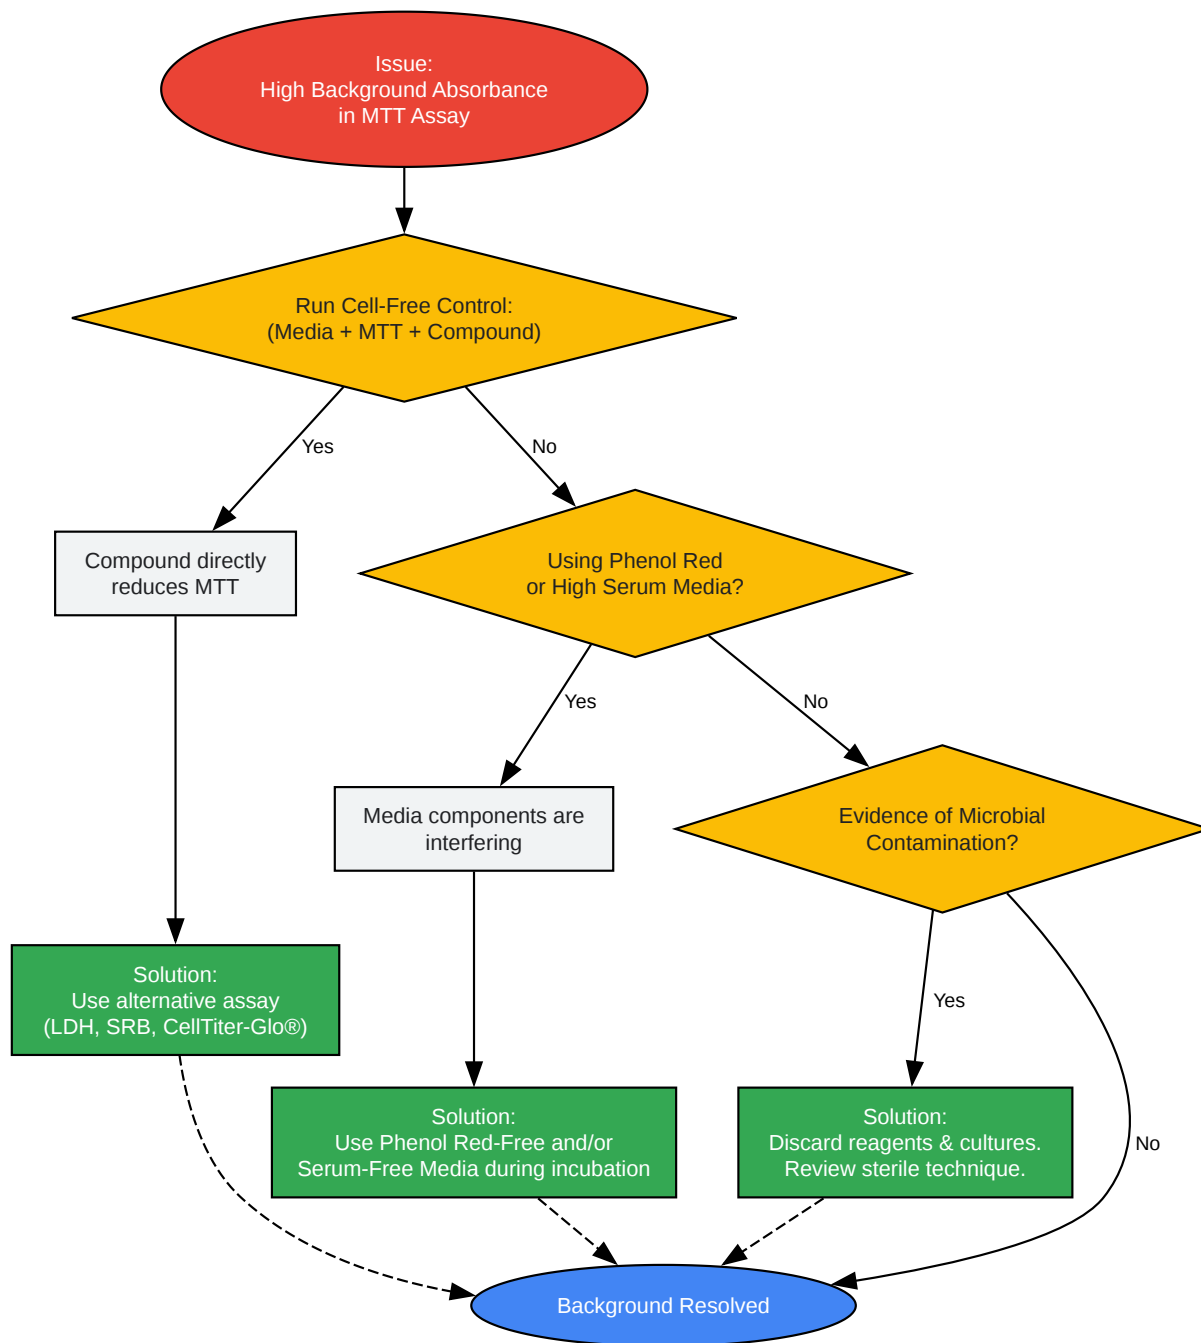 Issue:
High Background Absorbance
in MTT Assay
Run Cell-Free Control:
(Media + MTT + Compound)
Yes
No
Compound directly
reduces MTT
Using Phenol Red
or High Serum Media?
Yes
No
Media components are
interfering
Evidence of Microbial
Contamination?
Solution:
Use alternative assay
(LDH, SRB, CellTiter-Glo®)
Yes
Solution:
Use Phenol Red-Free and/or
Serum-Free Media during incubation
Solution:
Discard reagents & cultures.
Review sterile technique.
No
Background Resolved